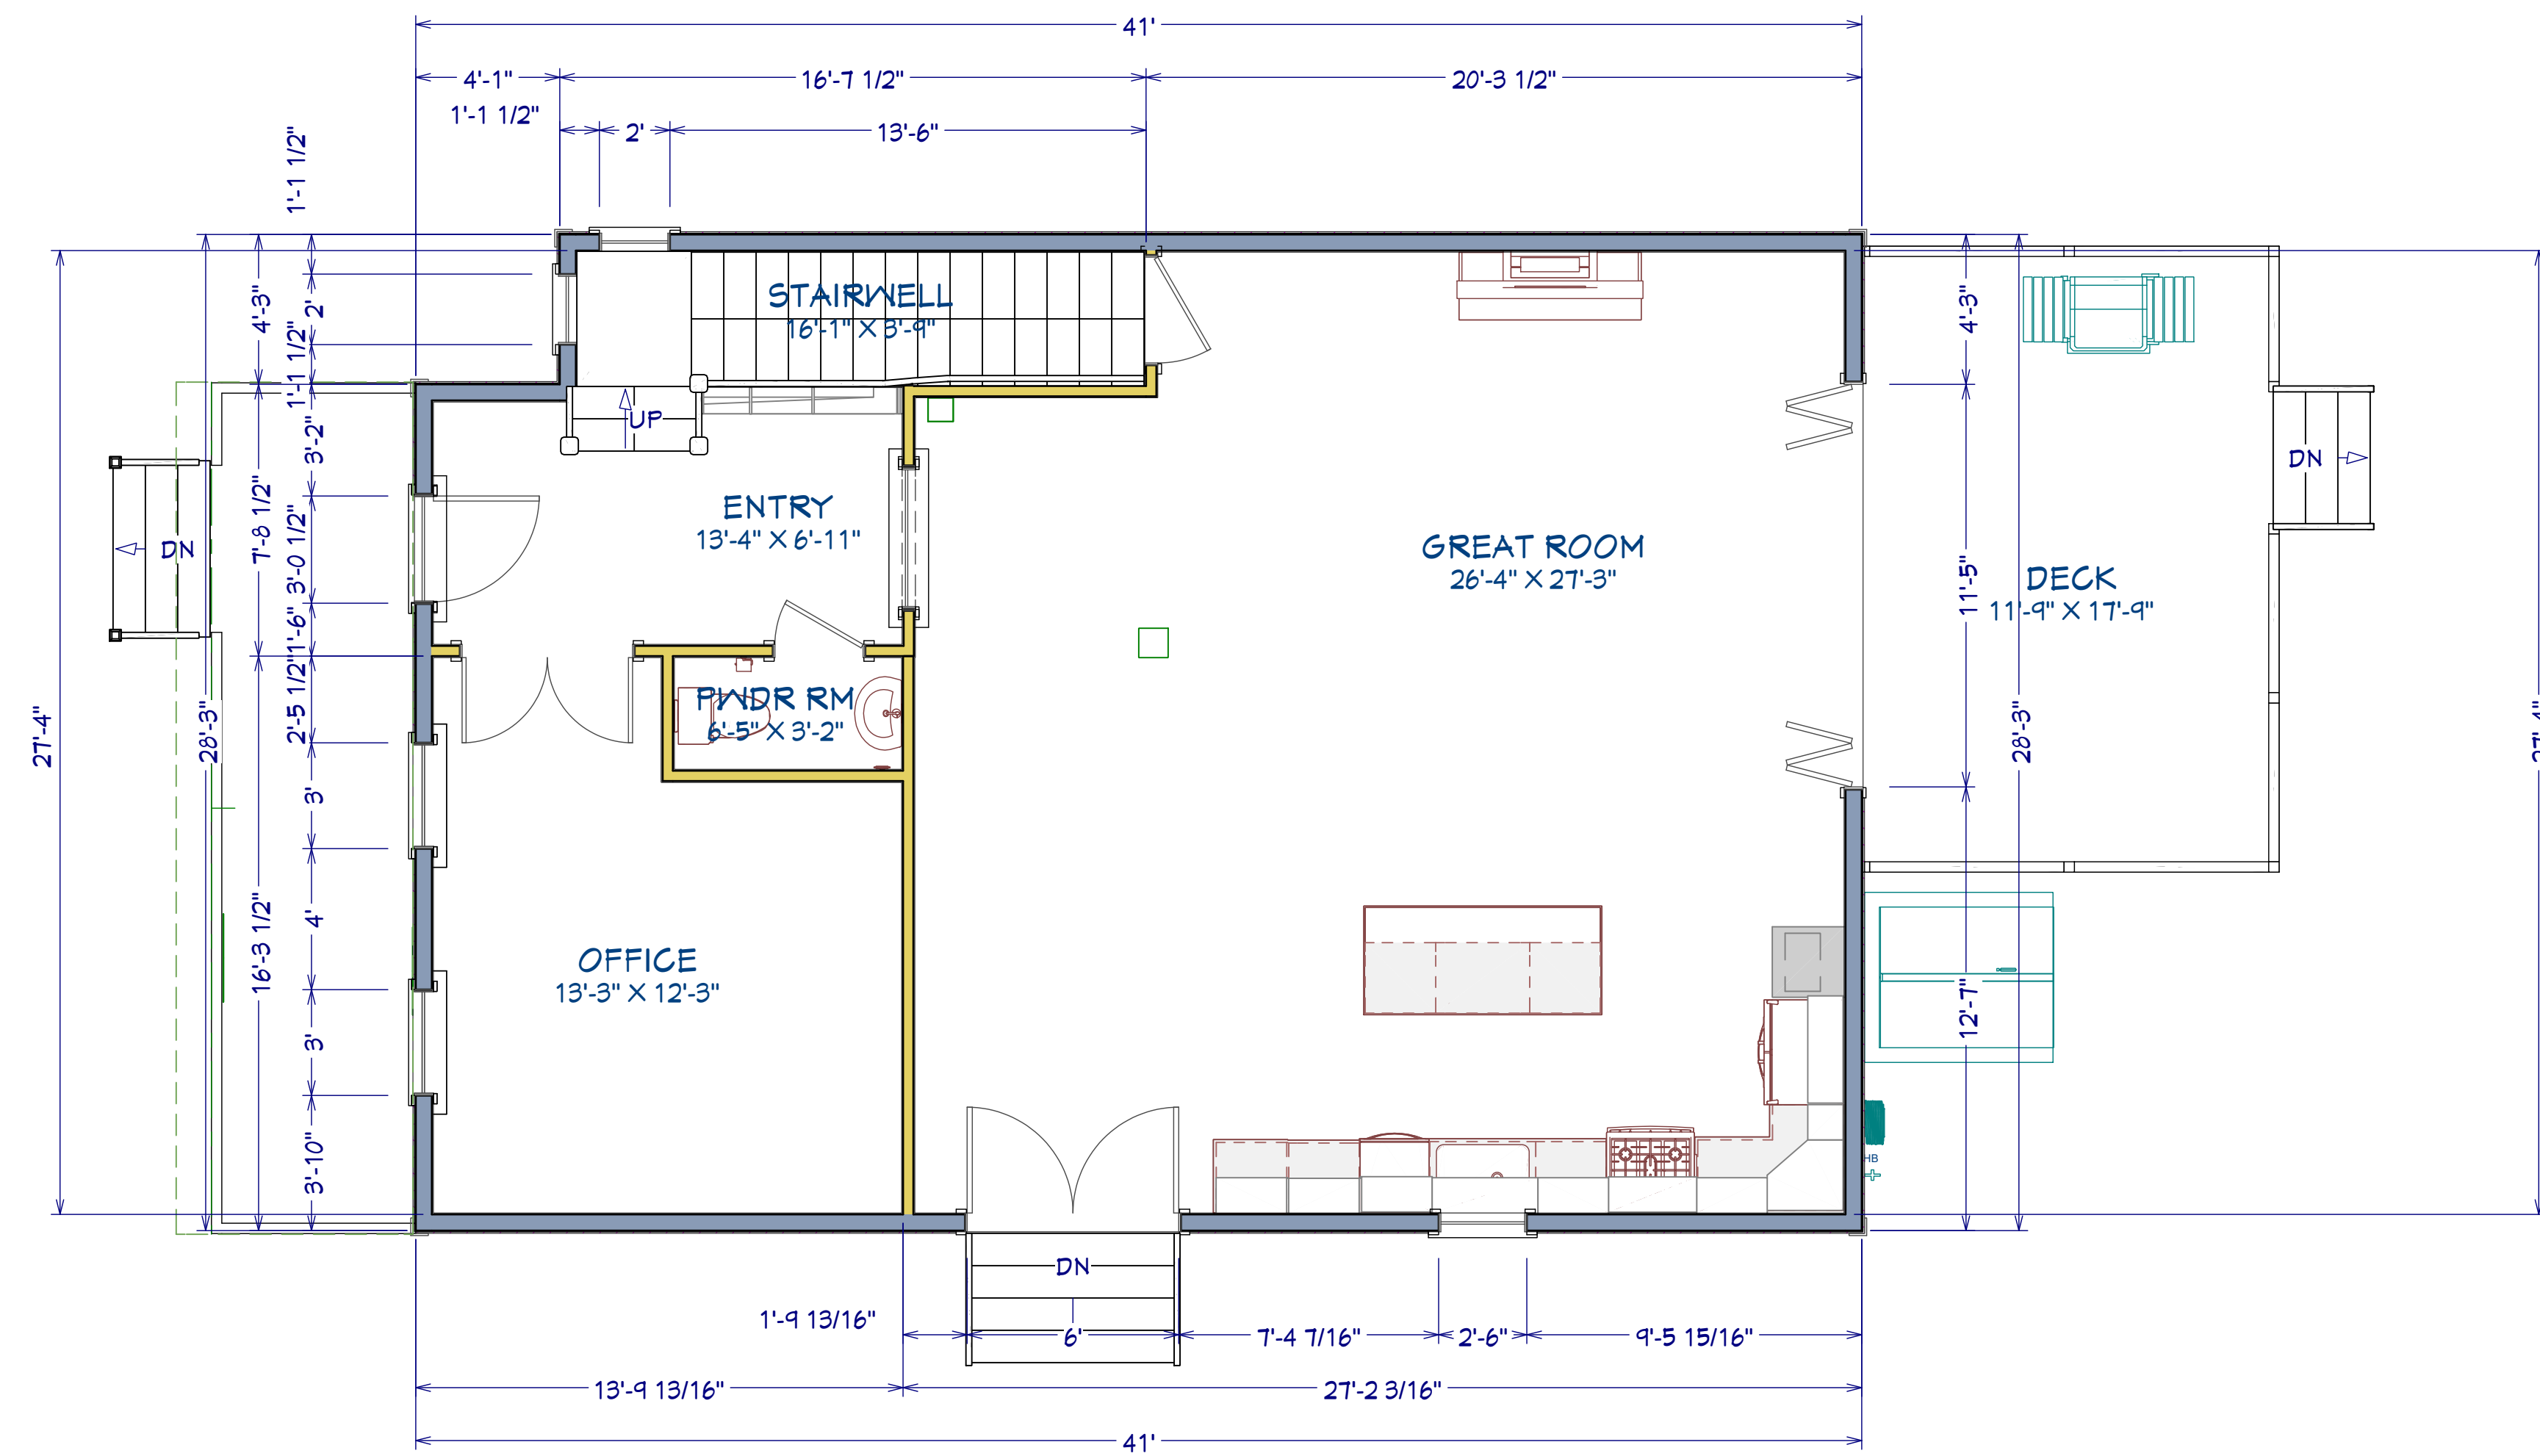 41'
4'-1"
16'-7 1/2"
20'-3 1/2"
1'-1 1/2"
2'
13'-6"
1'-1 1/2"
4'-3"
2'
1'-1 1/2"
STAIRWELL
16'-1" X 3'-9"
4'-3"
UP
3'-2"
DN
7'-8 1/2"
3'-0 1/2"
DN
ENTRY
13'-4" X 6'-11"
GREAT ROOM
26'-4" X 27'-3"
11'-5"
DECK
11'-9" X 17'-9"
1'-6"
27'-4"
28'-3"
2'-5 1/2"
PWDR RM
6'-5" X 3'-2"
28'-3"
27'-4"
3'
4'
16'-3 1/2"
OFFICE
13'-3" X 12'-3"
12'-7"
3'
3'-10"
HB
DN
1'-9 13/16"
6'
7'-4 7/16"
2'-6"
9'-5 15/16"
13'-9 13/16"
27'-2 3/16"
41'